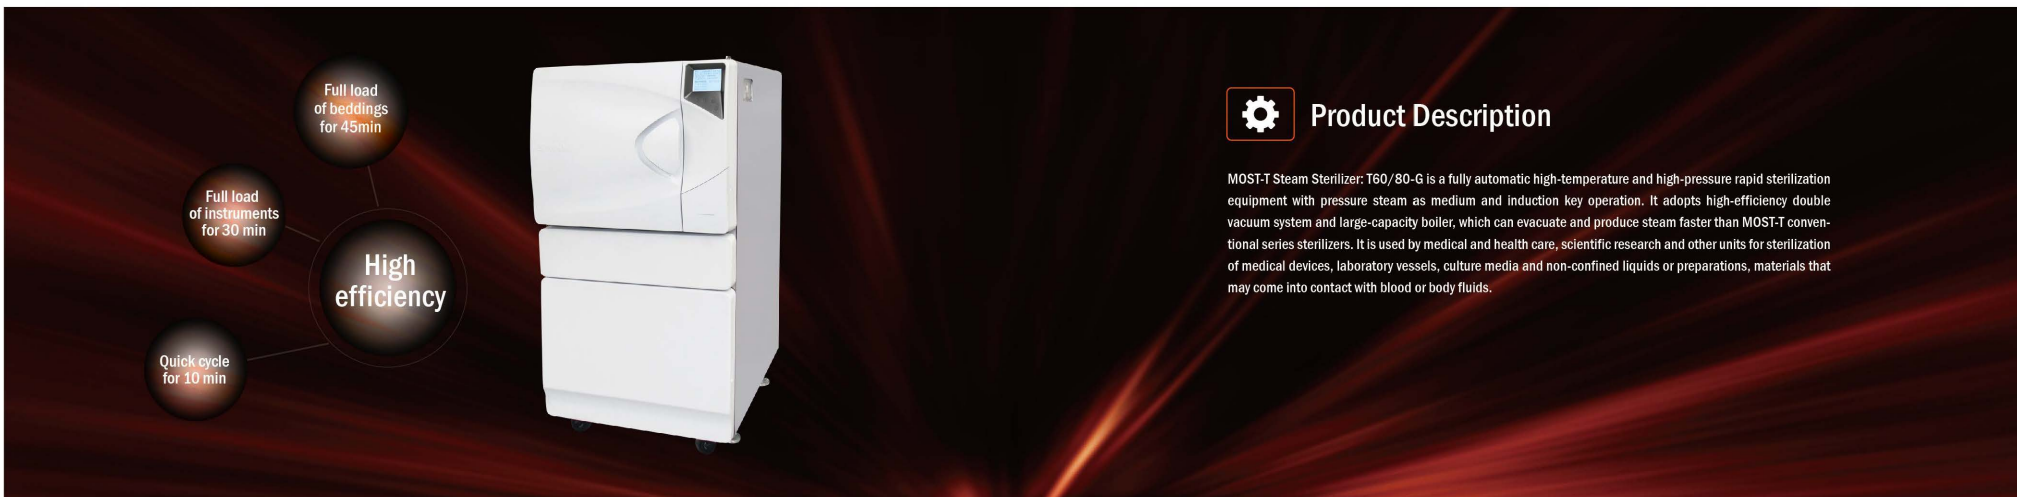 Full load
of beddings
for 45min
Full load
of instruments
for 30 min
High
efficiency
Quick cycle
for 10 min
Product Description
MOST-T Steam Sterilizer: T60/80-G is a fully automatic high-temperature and high-pressure rapid sterilization
equipment with pressure steam as medium and induction key operation. It adopts high-efficiency double
vacuum system and large-capacity boiler, which can evacuate and produce steam faster than MOST-T conven-
tional series sterilizers. It is used by medical and health care, scientific research and other units for sterilization
of medical devices, laboratory vessels, culture media and non-confined liquids or preparations, materials that
may come into contact with blood or body fluids.